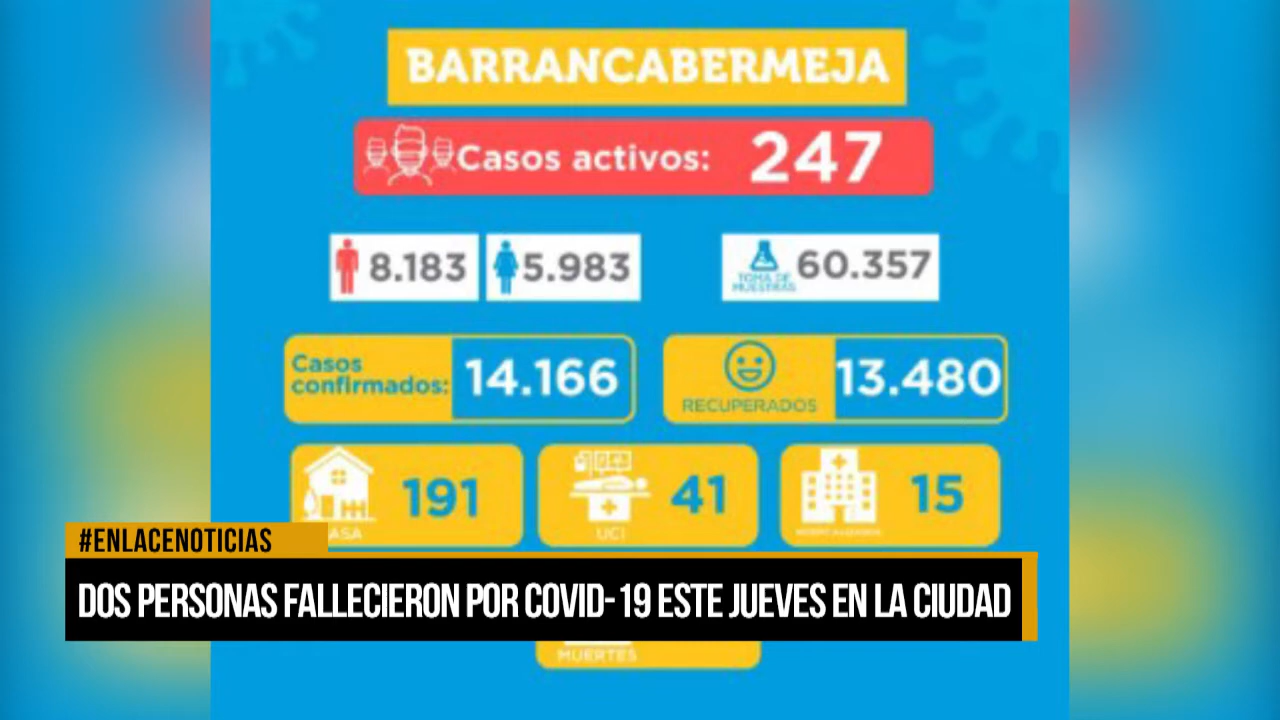 BARRANCABERMEJA
Casos activos: 247
8.183 5.983 60.357
TOMA DE
MUESTRAS
Casos
confirmados: 14.166 13.480
RECUPERADOS
191 41 15
ASA UCI
#ENLACENOTICIAS
DOS PERSONAS FALLECIERON POR COVID-19 ESTE JUEVES EN LA CIUDAD
MUERTES